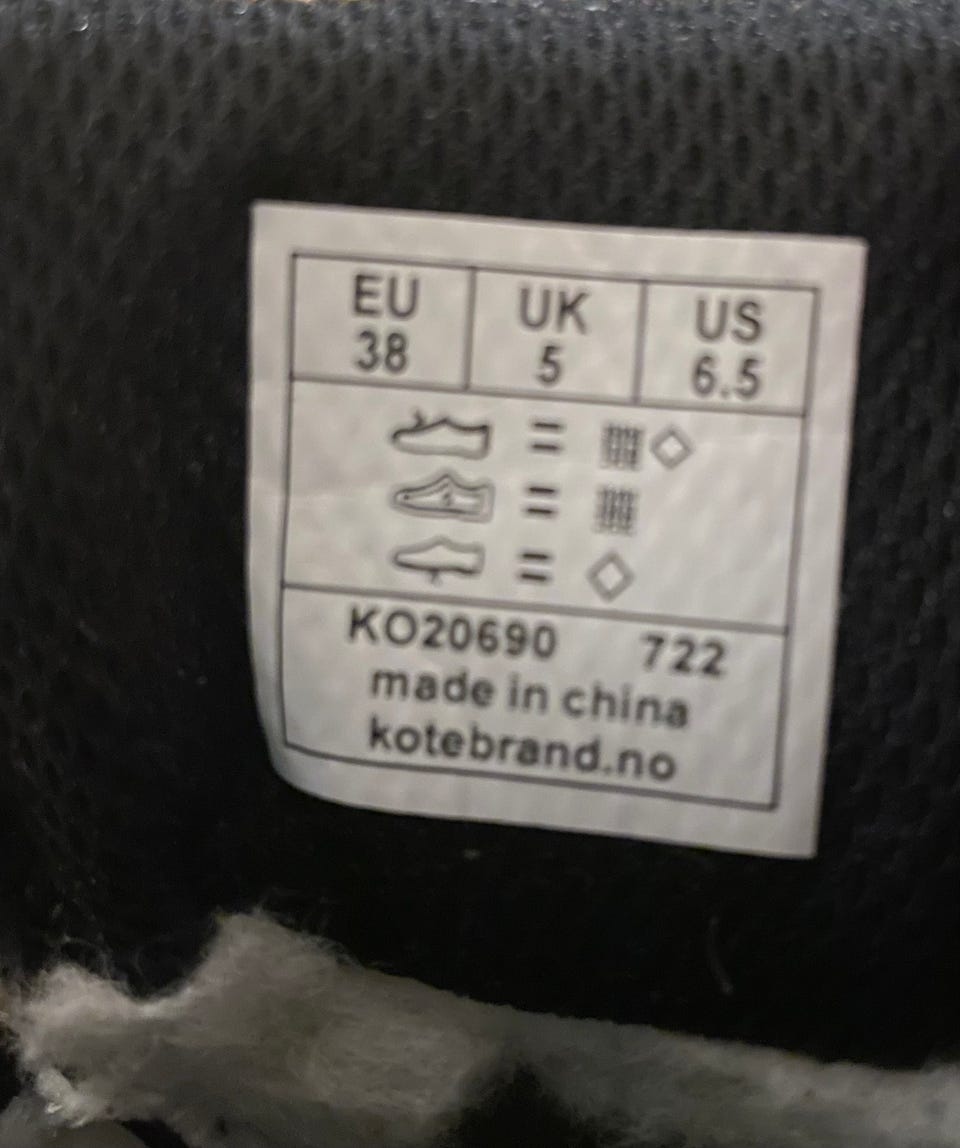 EU UK US
38 5 6.5
=
=
=
KO20690 722
made in china
kotebrand.no